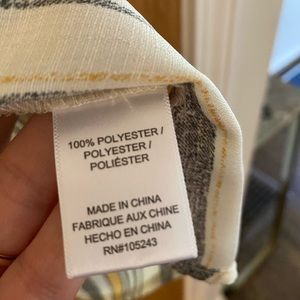 100% POLYESTER /
POLYESTER /
POLIÉSTER
MADE IN CHINA
FABRIQUE AUX CHINE
HECHO EN CHINA
RN#105243